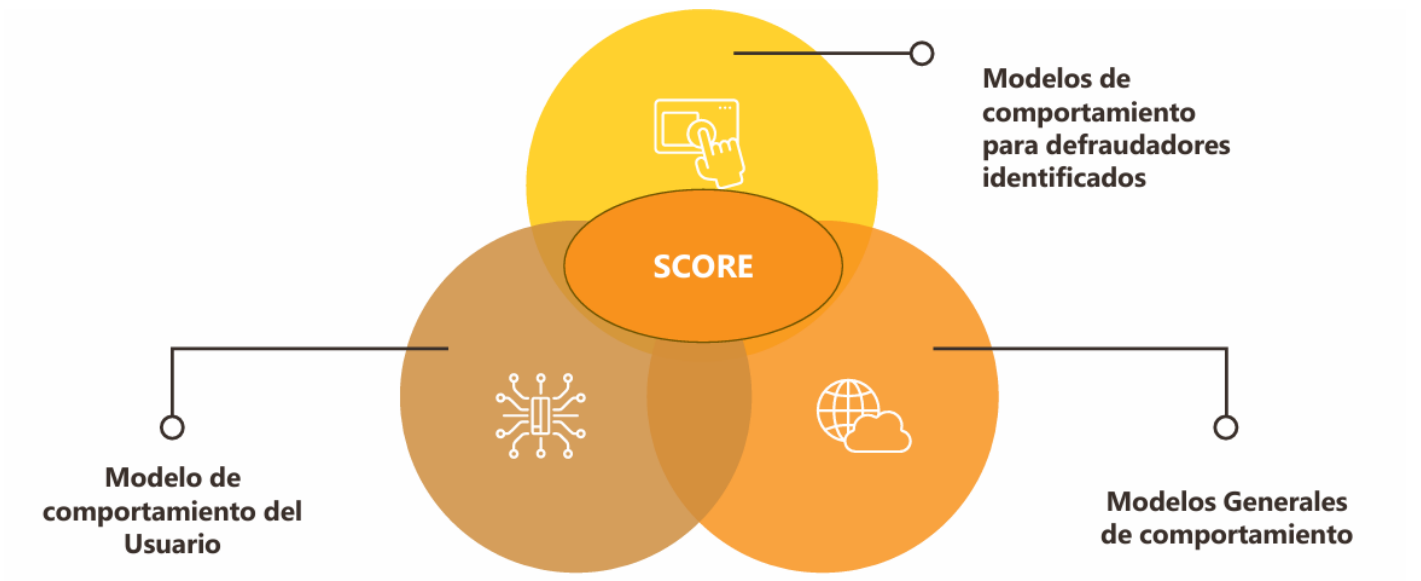 Modelos de
comportamiento
para defraudadores
identificados
SCORE
Modelo de
comportamiento del
Usuario
Modelos Generales
de comportamiento